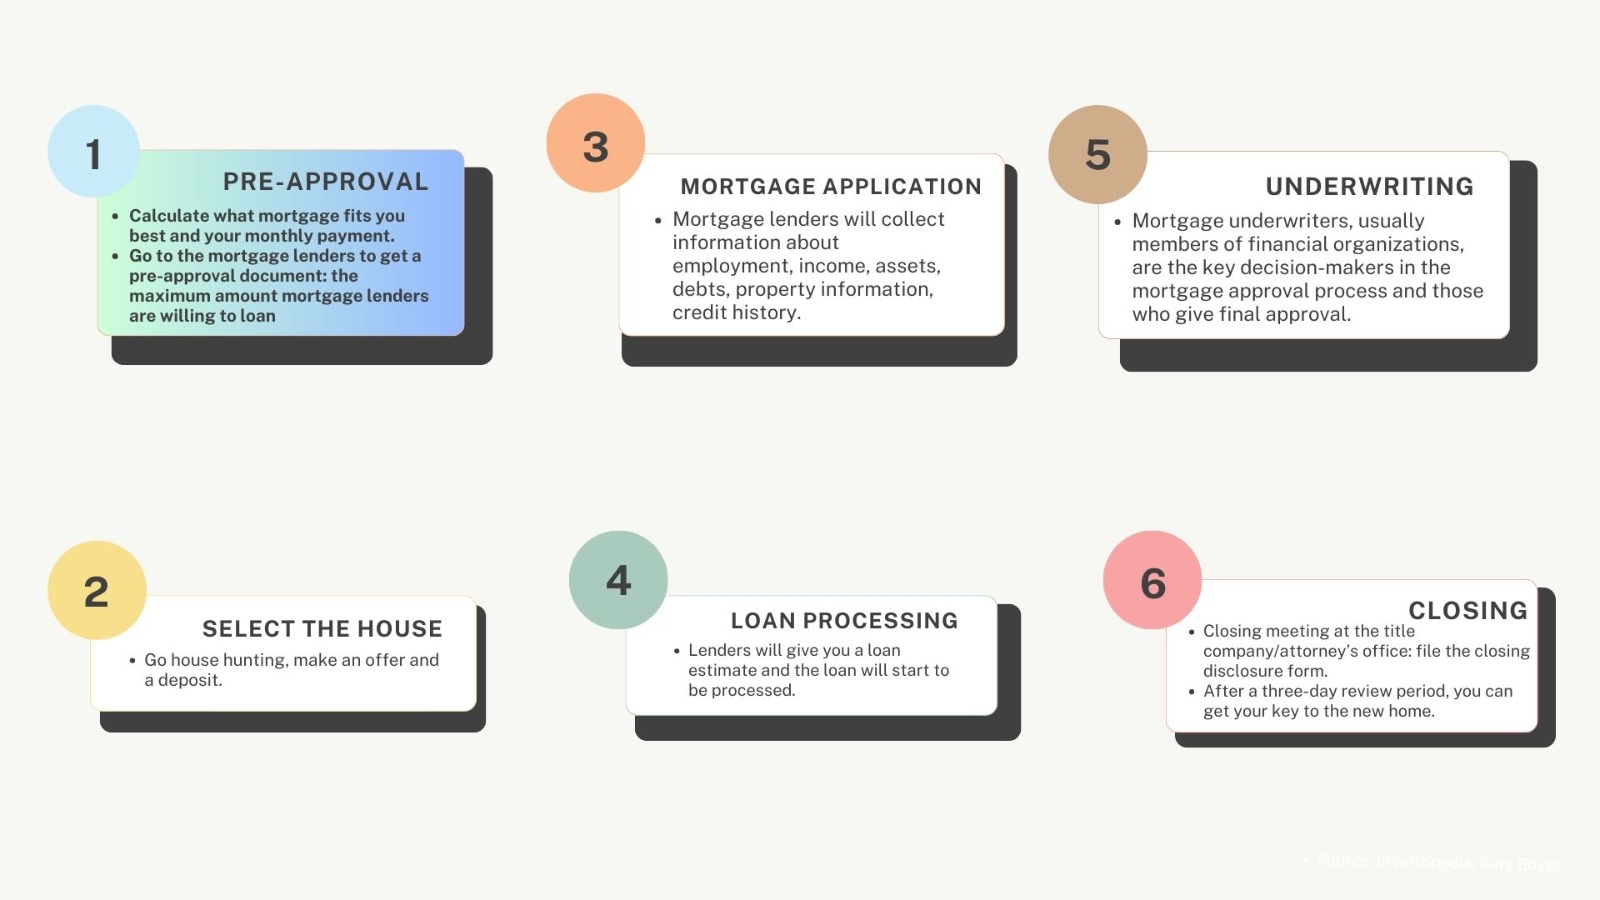 1
PRE-APPROVAL
• Calculate what mortgage fits you
best and your monthly payment.
• Go to the mortgage lenders to get a
pre-approval document: the
maximum amount mortgage lenders
are willing to loan
2
SELECT THE HOUSE
• Go house hunting, make an offer and
a deposit.
3
MORTGAGE APPLICATION
• Mortgage lenders will collect
information about
employment, income, assets,
debts, property information,
credit history.
4
LOAN PROCESSING
• Lenders will give you a loan
estimate and the loan will start to
be processed.
5
UNDERWRITING
• Mortgage underwriters, usually
members of financial organizations,
are the key decision-makers in the
mortgage approval process and those
who give final approval.
6
CLOSING
• Closing meeting at the title
company/attorney's office: file the closing
disclosure form.
• After a three-day review period, you can
get your key to the new home.
• Source:Investopedia, Gary Boyer